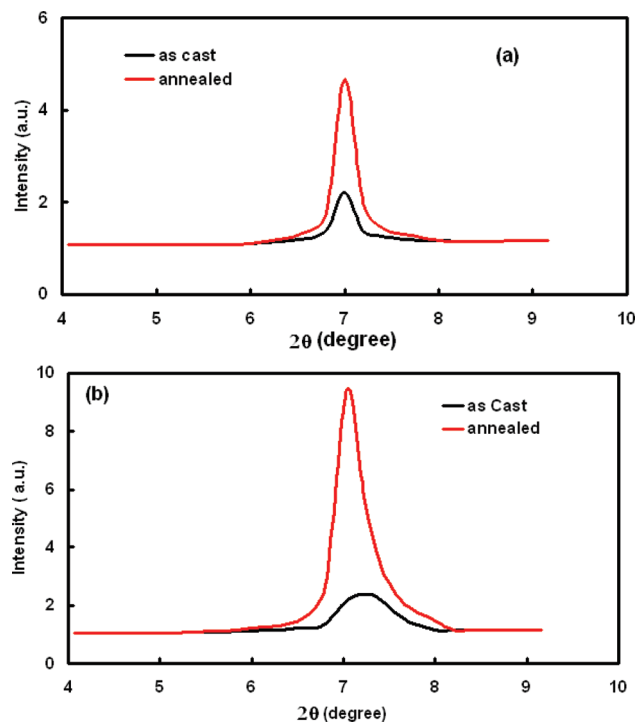 6
4
2
0
Intensity (a.u.)
as cast
annealed
(a)
4 5 6 7 8 9 10
2θ (degree)
10
8
6
4
2
0
Intensity ( a.u.)
(b)
as Cast
annealed
4 5 6 7 8 9 10
2θ (degree)